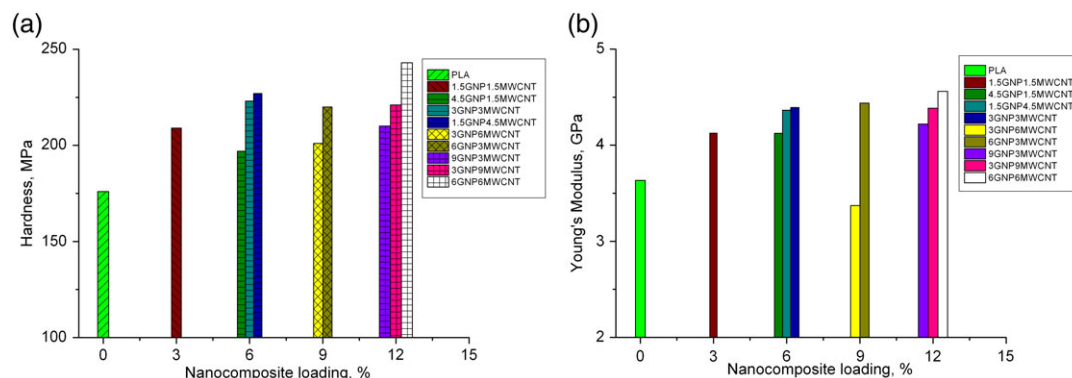 (a)
250
200
150
100
Hardness, MPa
0 3 6 9 12 15
Nanocomposite loading, %
PLA
1.5GNP1.5MWCNT
4.5GNP1.5MWCNT
3GNP3MWCNT
1.5GNP4.5MWCNT
3GNP6MWCNT
6GNP3MWCNT
9GNP3MWCNT
3GNP9MWCNT
6GNP6MWCNT
(b)
5
4
3
2
Young's Modulus, GPa
0 3 6 9 12 15
Nanocomposite loading, %
PLA
1.5GNP1.5MWCNT
4.5GNP1.5MWCNT
1.5GNP4.5MWCNT
3GNP3MWCNT
3GNP6MWCNT
6GNP3MWCNT
9GNP3MWCNT
3GNP9MWCNT
6GNP6MWCNT